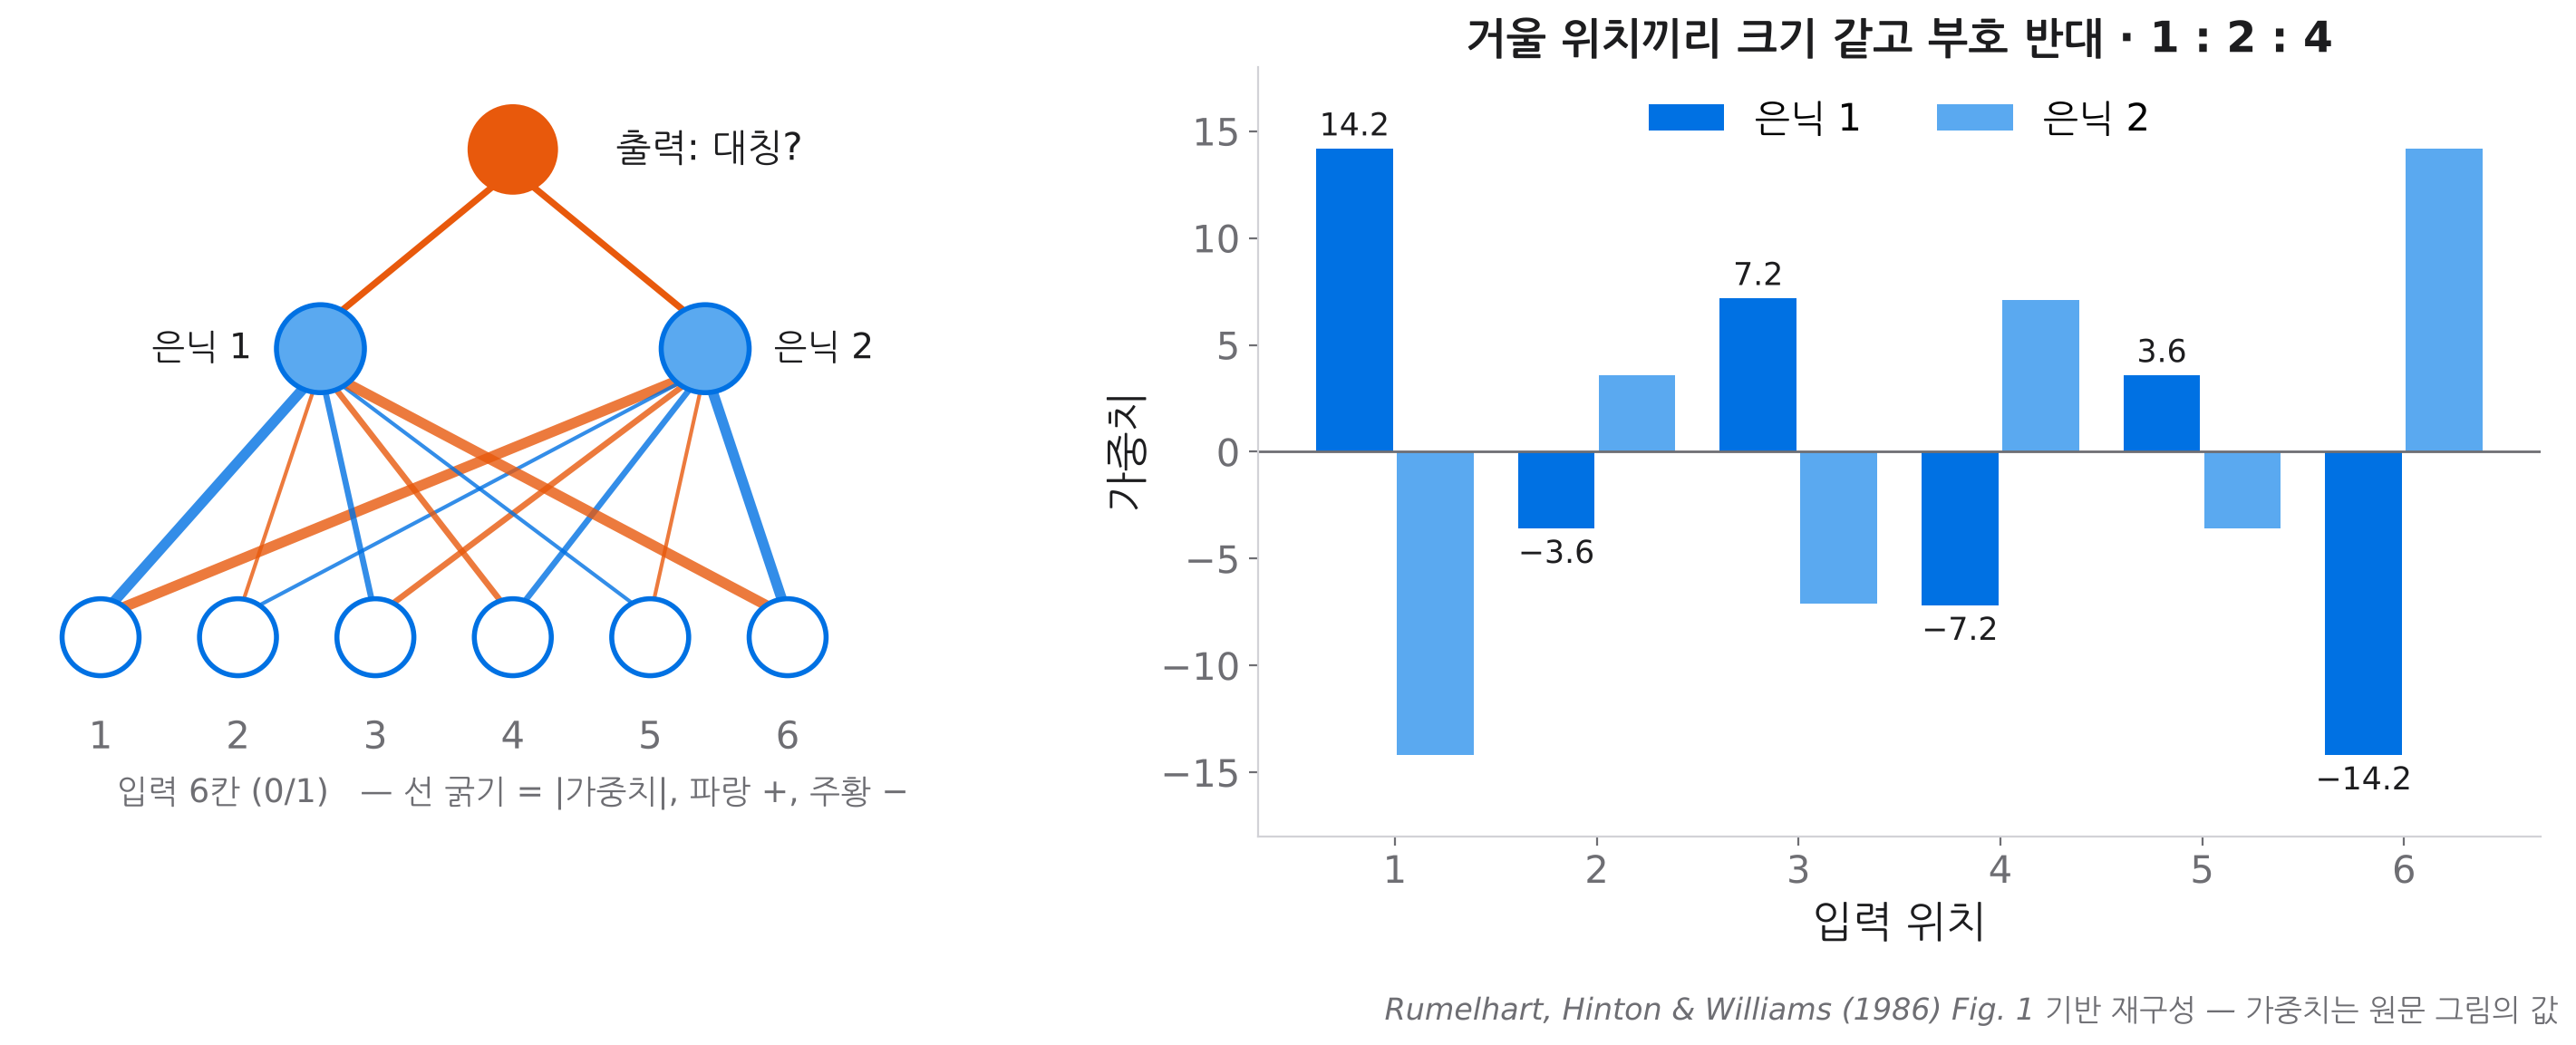 출력: 대칭?
은닉 1
은닉 2
1 2 3 4 5 6
입력 6칸 (0/1) — 선 굵기 = |가중치|, 파랑 +, 주황 −
거울 위치끼리 크기 같고 부호 반대 · 1 : 2 : 4
은닉 1 은닉 2
가중치
15
10
5
0
−5
−10
−15
14.2
−3.6
7.2
−7.2
3.6
−14.2
1 2 3 4 5 6
입력 위치
Rumelhart, Hinton & Williams (1986) Fig. 1 기반 재구성 — 가중치는 원문 그림의 값